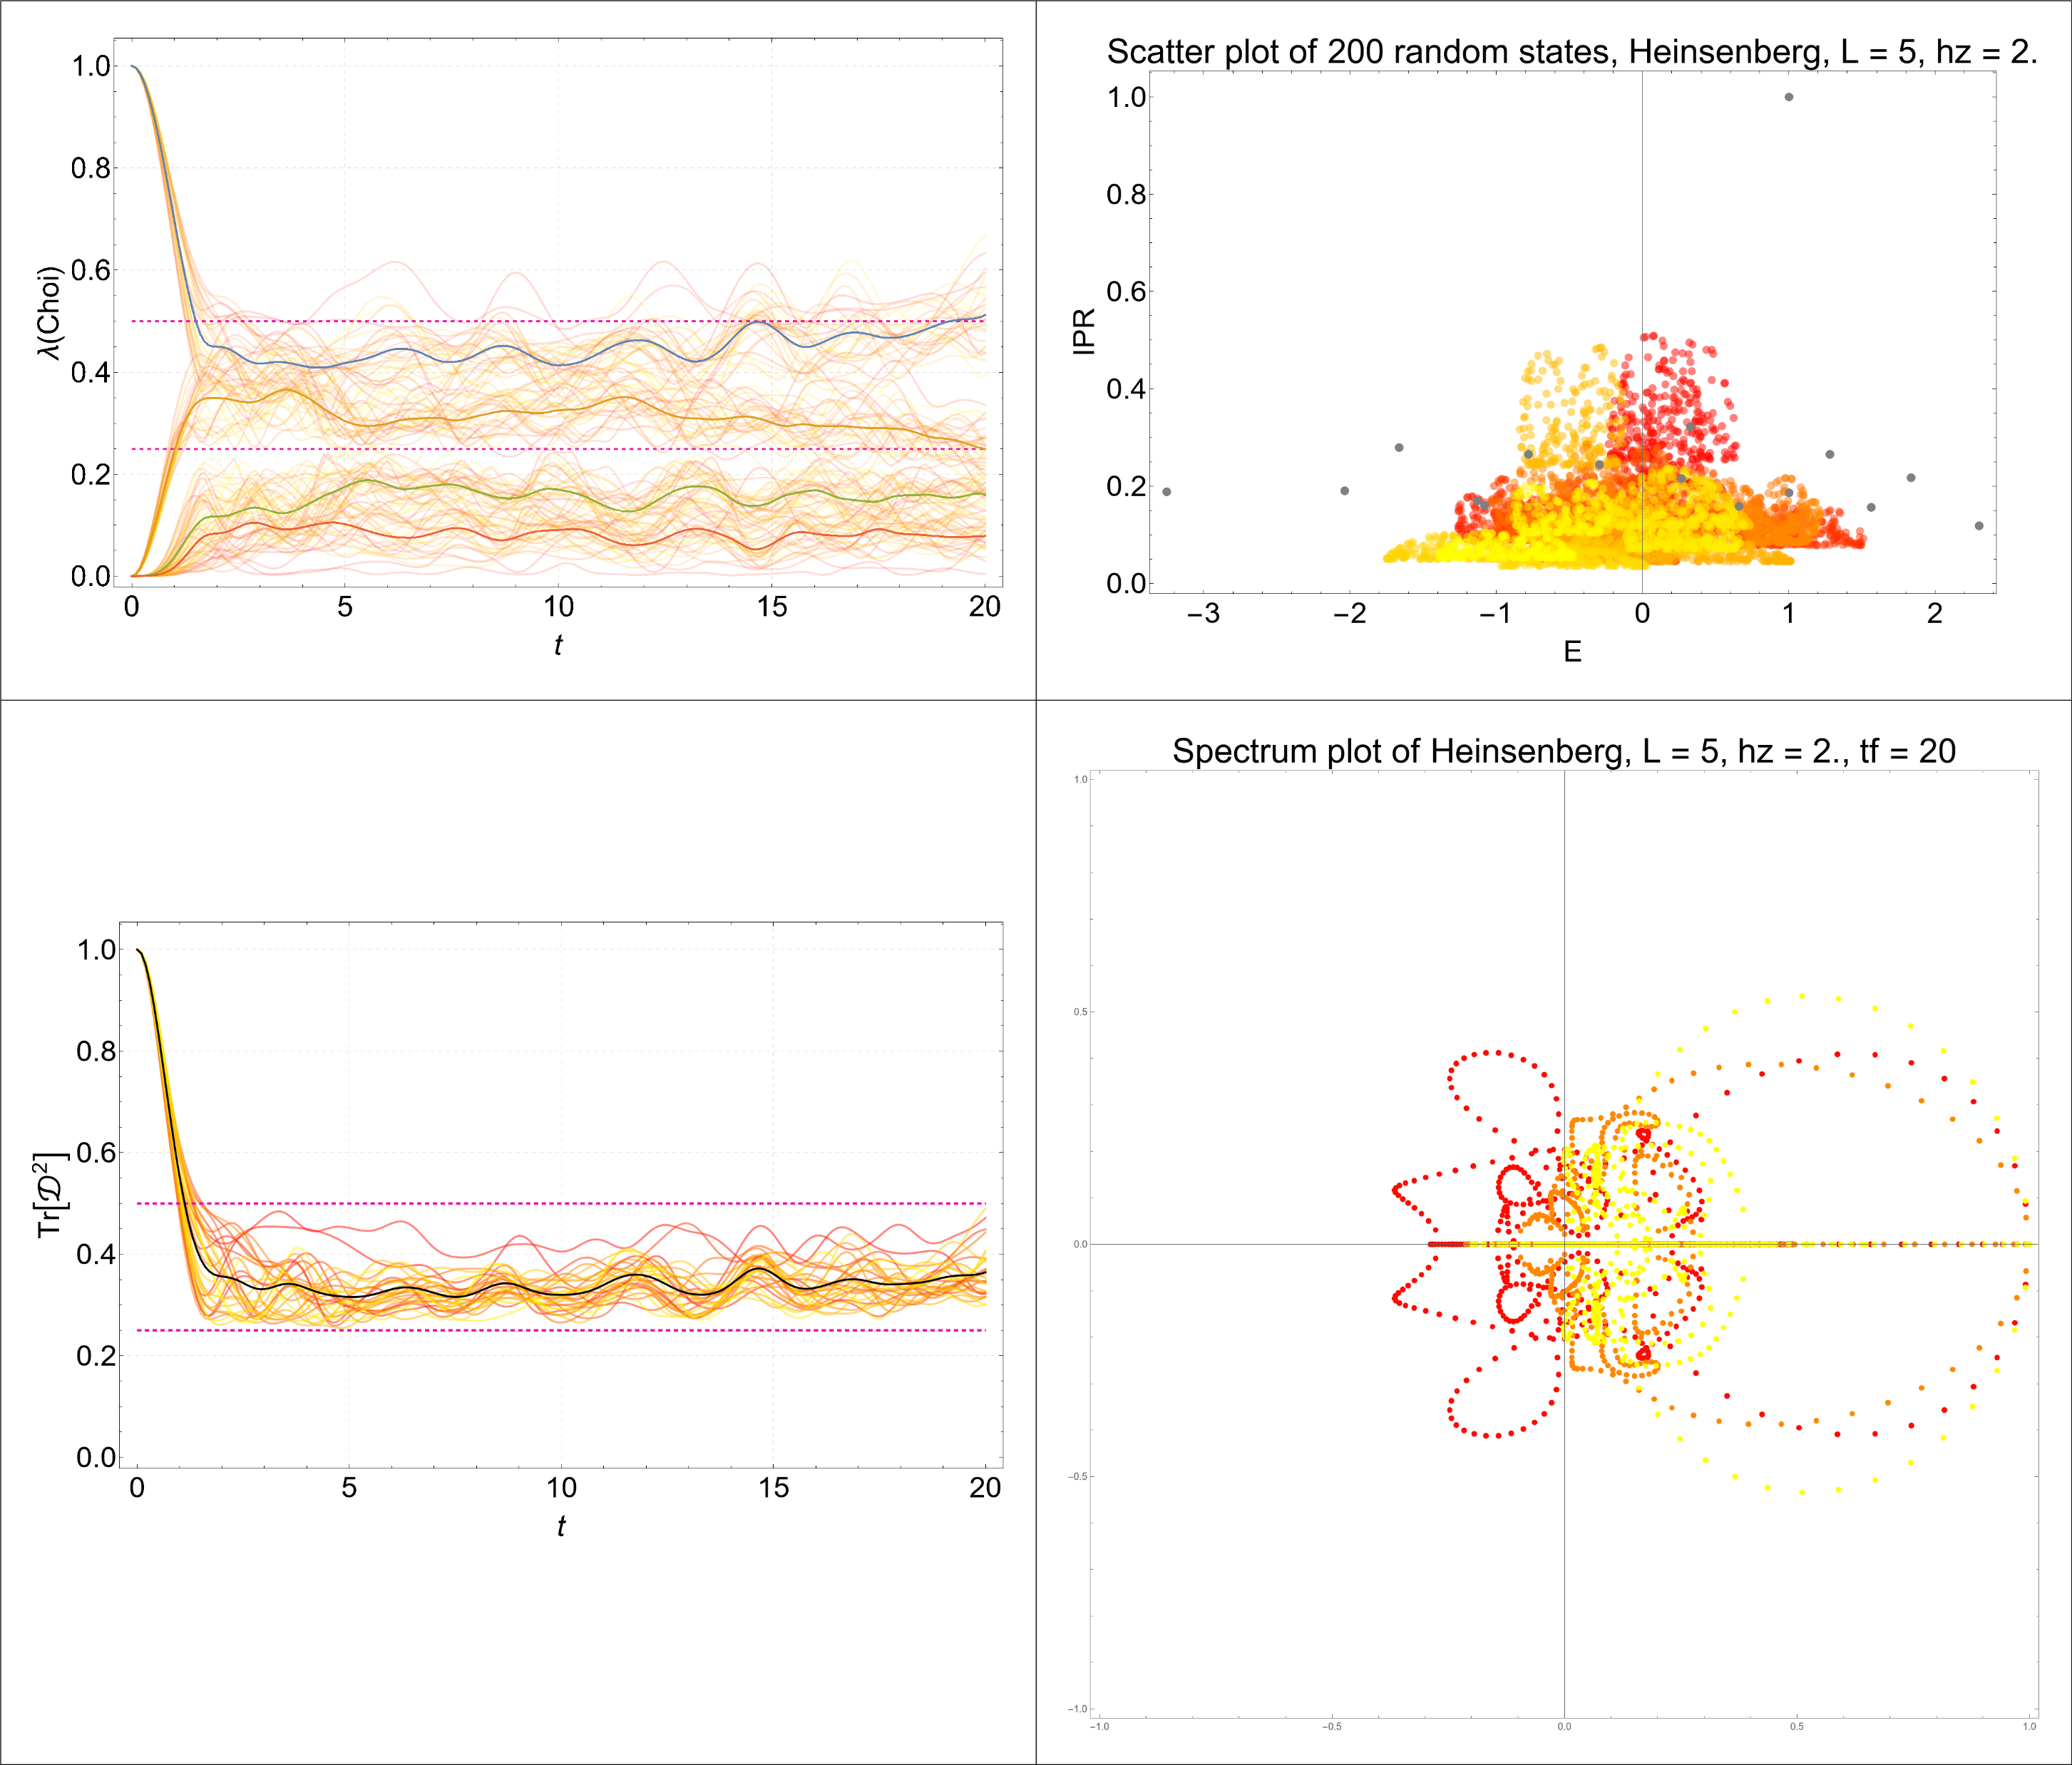 1.0
0.8
0.6
0.4
0.2
0.0
λ(Choi)
0 5 10 15 20
t
Scatter plot of 200 random states, Heinsenberg, L = 5, hz = 2.
1.0
0.8
0.6
0.4
0.2
0.0
IPR
−3 −2 −1 0 1 2
E
1.0
0.8
0.6
0.4
0.2
0.0
Tr[𝒟²]
0 5 10 15 20
t
Spectrum plot of Heinsenberg, L = 5, hz = 2., tf = 20
1.0
0.5
0.0
−0.5
−1.0
−1.0 −0.5 0.0 0.5 1.0